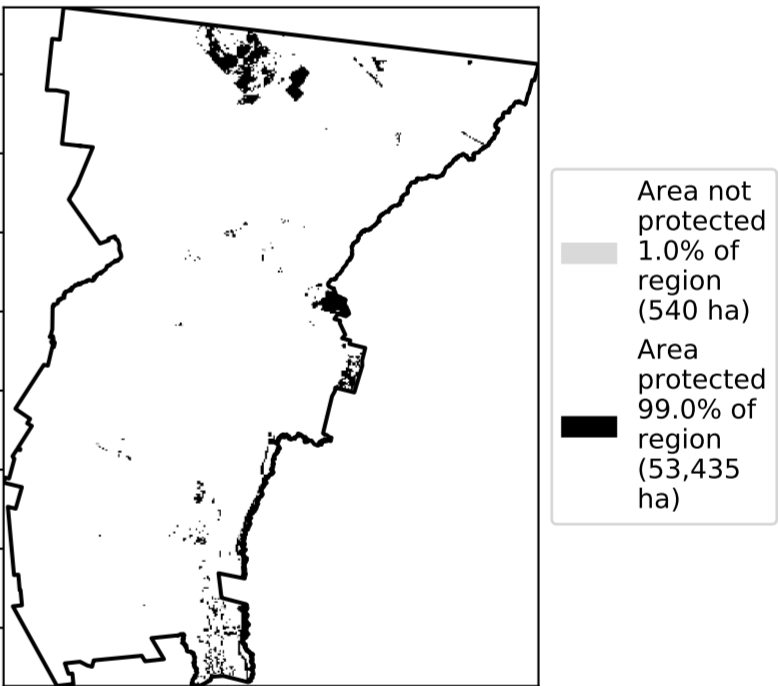 Area not
protected
1.0% of
region
(540 ha)
Area
protected
99.0% of
region
(53,435
ha)